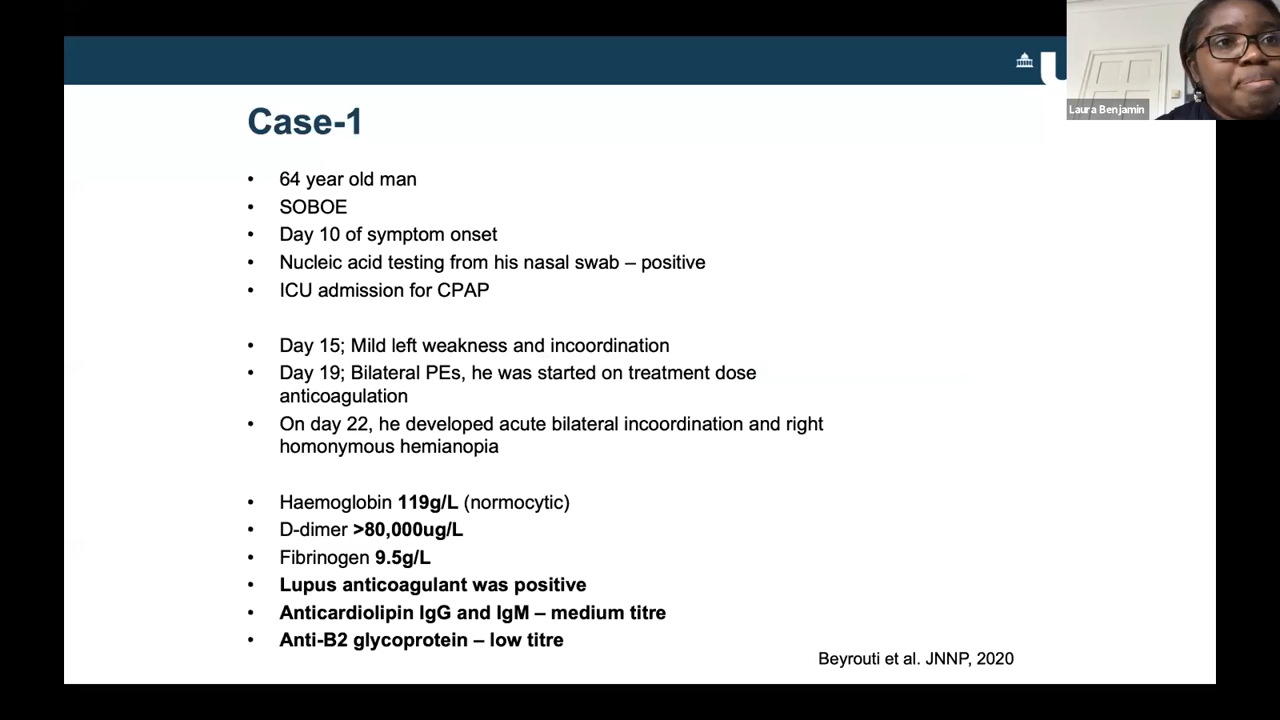 Laura Benjamin
Case-1
• 64 year old man
• SOBOE
• Day 10 of symptom onset
• Nucleic acid testing from his nasal swab – positive
• ICU admission for CPAP
• Day 15; Mild left weakness and incoordination
• Day 19; Bilateral PEs, he was started on treatment dose
anticoagulation
• On day 22, he developed acute bilateral incoordination and right
homonymous hemianopia
• Haemoglobin 119g/L (normocytic)
• D-dimer >80,000ug/L
• Fibrinogen 9.5g/L
• Lupus anticoagulant was positive
• Anticardiolipin IgG and IgM – medium titre
• Anti-B2 glycoprotein – low titre
Beyrouti et al. JNNP, 2020